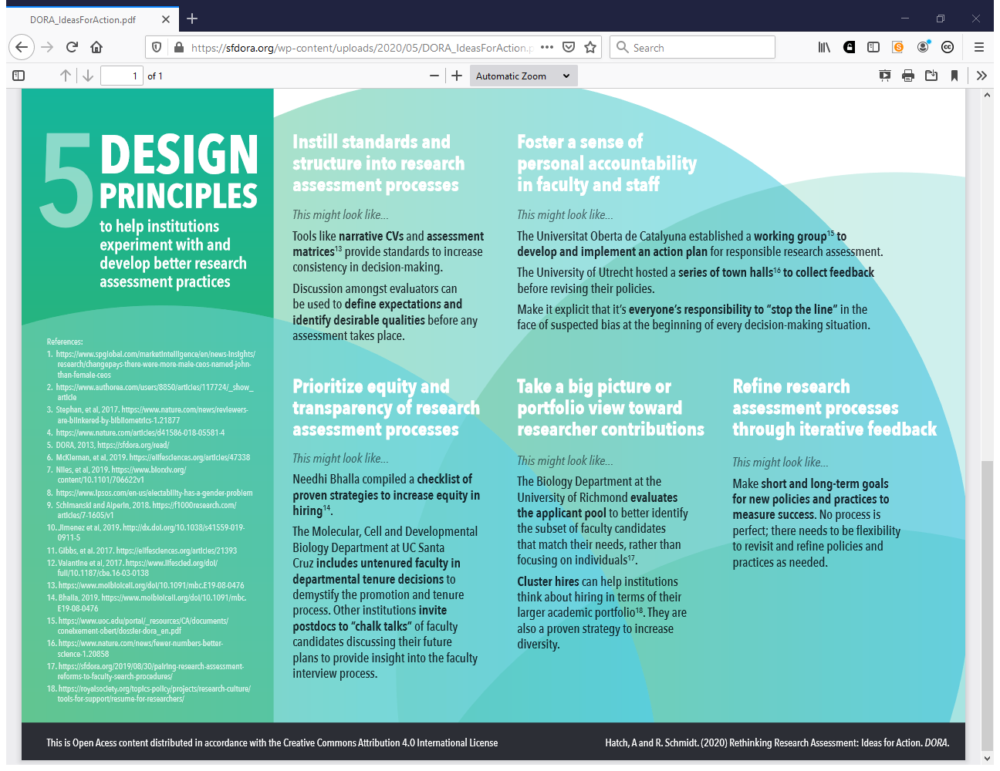 DORA_IdeasForAction.pdf
https://sfdora.org/wp-content/uploads/2020/05/DORA_IdeasForAction.p
Search
1 of 1
Automatic Zoom
5 DESIGN
PRINCIPLES
to help institutions
experiment with and
develop better research
assessment practices
References:
1. https://www.spglobal.com/marketintelligence/en/news-insights/
research/changepays-there-were-more-male-ceos-named-john-
than-female-ceos
2. https://www.authorea.com/users/8850/articles/117724/_show_
article
3. Stephan, et al, 2017. https://www.nature.com/news/reviewers-
are-blinkered-by-bibliometrics-1.21877
4. https://www.nature.com/articles/d41586-018-05581-4
5. DORA, 2013, https://sfdora.org/read/
6. McKiernan, et al, 2019. https://elifesciences.org/articles/47338
7. Niles, et al, 2019. https://www.biorxiv.org/
content/10.1101/706622v1
8. https://www.ipsos.com/en-us/electability-has-a-gender-problem
9. Schimanski and Alperin, 2018. https://f1000research.com/
articles/7-1605/v1
10. Jimenez et al, 2019. http://dx.doi.org/10.1038/s41559-019-
0911-5
11. Gibbs, et al. 2017. https://elifesciences.org/articles/21393
12. Valantine et al, 2017. https://www.lifescied.org/doi/
full/10.1187/cbe.16-03-0138
13. https://www.molbiolcell.org/doi/10.1091/mbc.E19-08-0476
14. Bhalla, 2019. https://www.molbiolcell.org/doi/10.1091/mbc.
E19-08-0476
15. https://www.uoc.edu/portal/_resources/CA/documents/
coneixement-obert/dossier-dora_en.pdf
16. https://www.nature.com/news/fewer-numbers-better-
science-1.20858
17. https://sfdora.org/2019/08/30/pairing-research-assessment-
reforms-to-faculty-search-procedures/
18. https://royalsociety.org/topics-policy/projects/research-culture/
tools-for-support/resume-for-researchers/
Instill standards and
structure into research
assessment processes
This might look like...
Tools like narrative CVs and assessment
matrices¹³ provide standards to increase
consistency in decision-making.
Discussion amongst evaluators can
be used to define expectations and
identify desirable qualities before any
assessment takes place.
Foster a sense of
personal accountability
in faculty and staff
This might look like...
The Universitat Oberta de Catalyuna established a working group¹⁵ to
develop and implement an action plan for responsible research assessment.
The University of Utrecht hosted a series of town halls¹⁶ to collect feedback
before revising their policies.
Make it explicit that it’s everyone’s responsibility to “stop the line” in the
face of suspected bias at the beginning of every decision-making situation.
Prioritize equity and
transparency of research
assessment processes
This might look like...
Needhi Bhalla compiled a checklist of
proven strategies to increase equity in
hiring¹⁴.
The Molecular, Cell and Developmental
Biology Department at UC Santa
Cruz includes untenured faculty in
departmental tenure decisions to
demystify the promotion and tenure
process. Other institutions invite
postdocs to “chalk talks” of faculty
candidates discussing their future
plans to provide insight into the faculty
interview process.
Take a big picture or
portfolio view toward
researcher contributions
This might look like...
The Biology Department at the
University of Richmond evaluates
the applicant pool to better identify
the subset of faculty candidates
that match their needs, rather than
focusing on individuals¹⁷.
Cluster hires can help institutions
think about hiring in terms of their
larger academic portfolio¹⁸. They are
also a proven strategy to increase
diversity.
Refine research
assessment processes
through iterative feedback
This might look like...
Make short and long-term goals
for new policies and practices to
measure success. No process is
perfect; there needs to be flexibility
to revisit and refine policies and
practices as needed.
This is Open Acess content distributed in accordance with the Creative Commons Attribution 4.0 International License
Hatch, A and R. Schmidt. (2020) Rethinking Research Assessment: Ideas for Action. DORA.